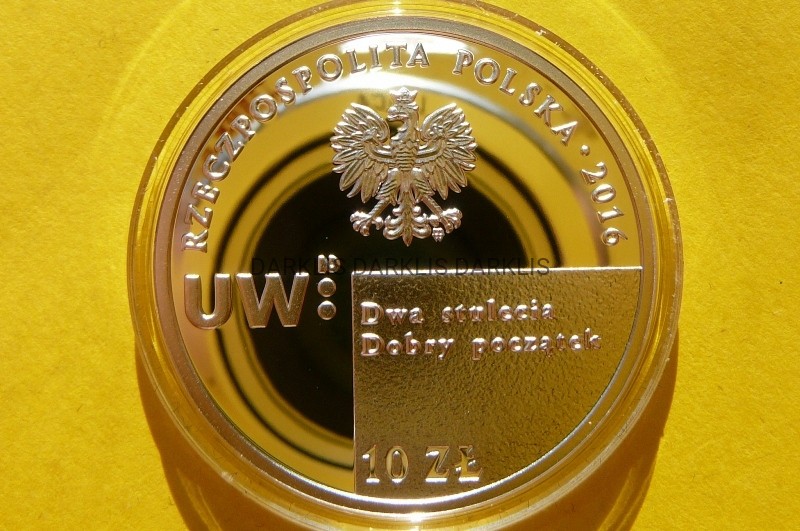 RZECZPOSPOLITA POLSKA · 2016
DARKLIS DARKLIS DARKLIS
UW
Dwa stulecia
Dobry początek
10 ZŁ